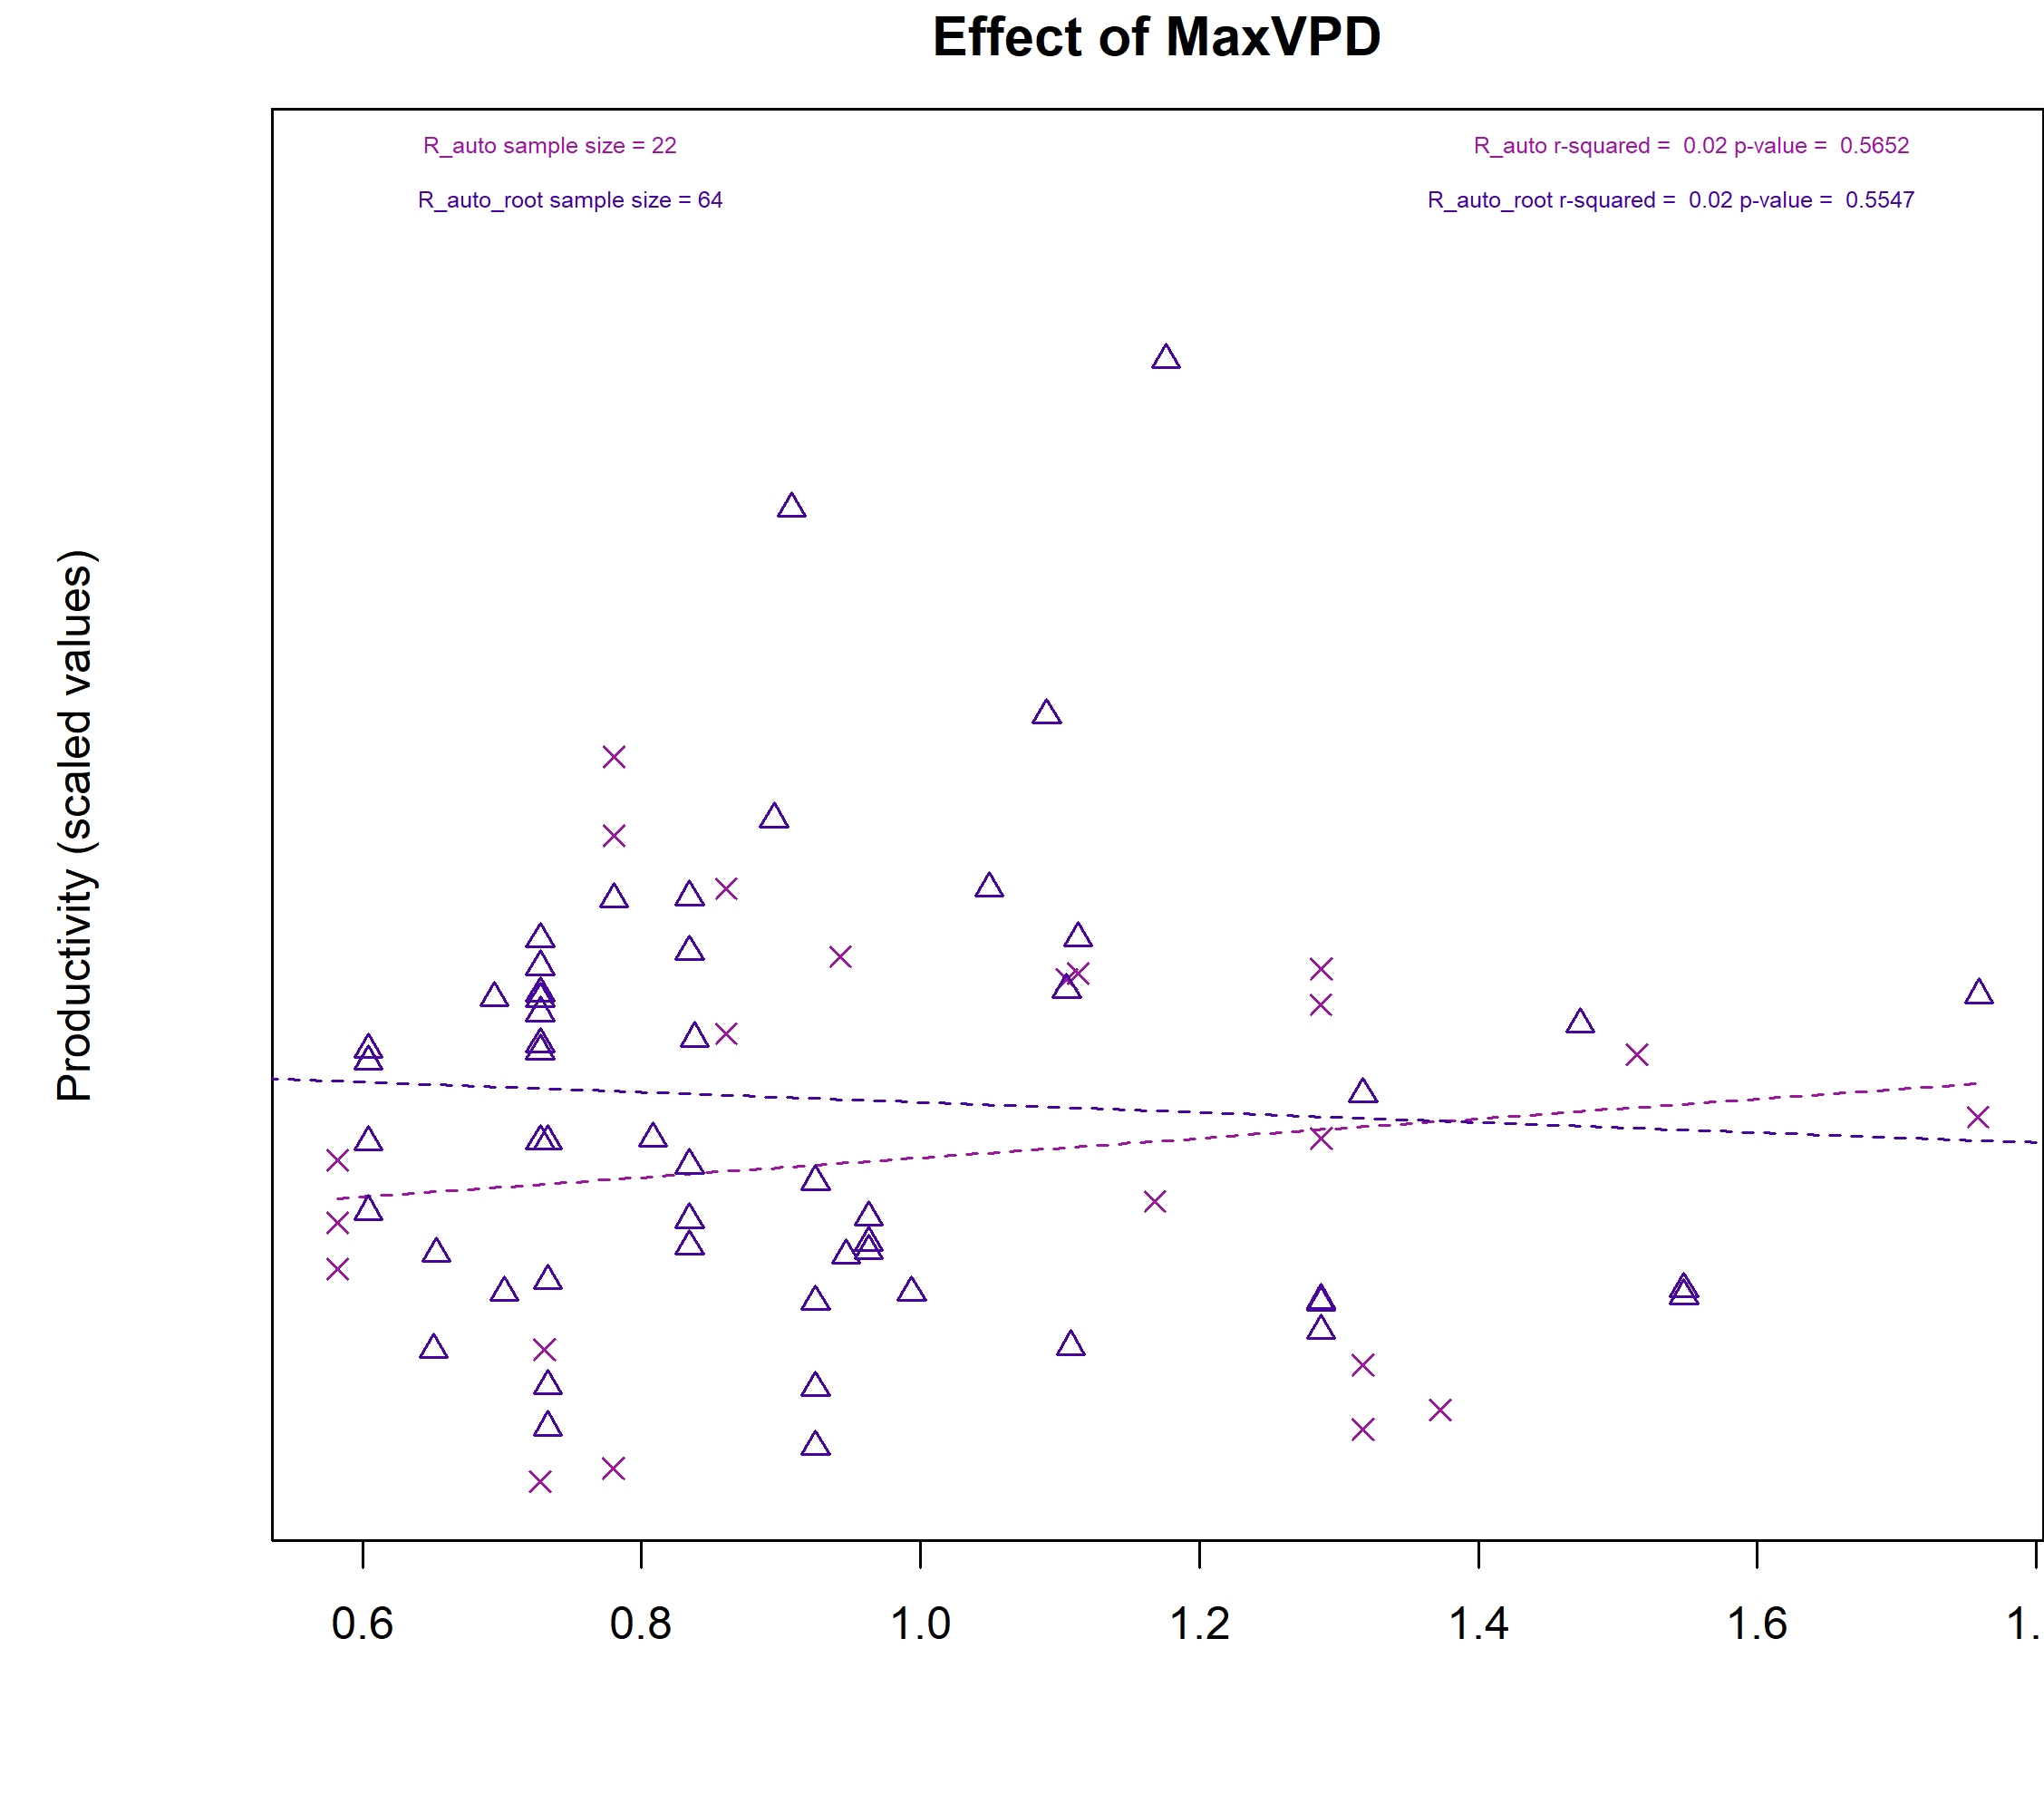 Effect of MaxVPD
R_auto sample size = 22
R_auto r-squared =  0.02 p-value =  0.5652
R_auto_root sample size = 64
R_auto_root r-squared =  0.02 p-value =  0.5547
Productivity (scaled values)
0.6 0.8 1.0 1.2 1.4 1.6 1.